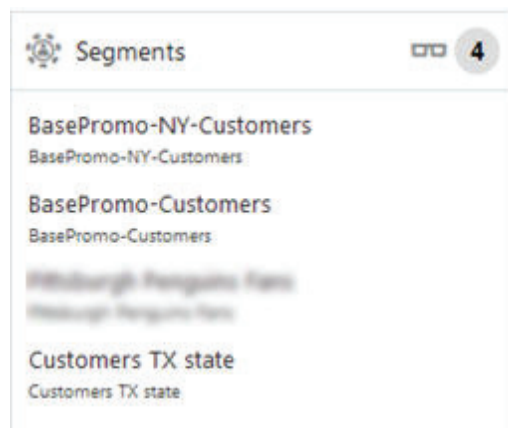 Segments 4
BasePromo-NY-Customers
BasePromo-NY-Customers
BasePromo-Customers
BasePromo-Customers
Customers TX state
Customers TX state